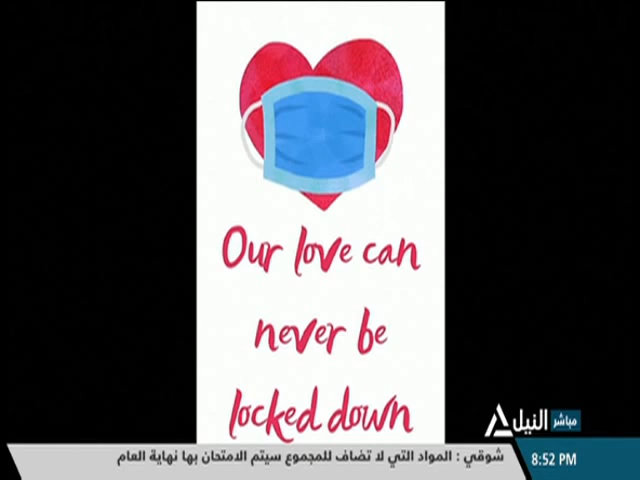 Our love can
never be
locked down
النيل
مباشر
شوقي : المواد التي لا تضاف للمجموع سيتم الامتحان بها نهاية العام
8:52 PM